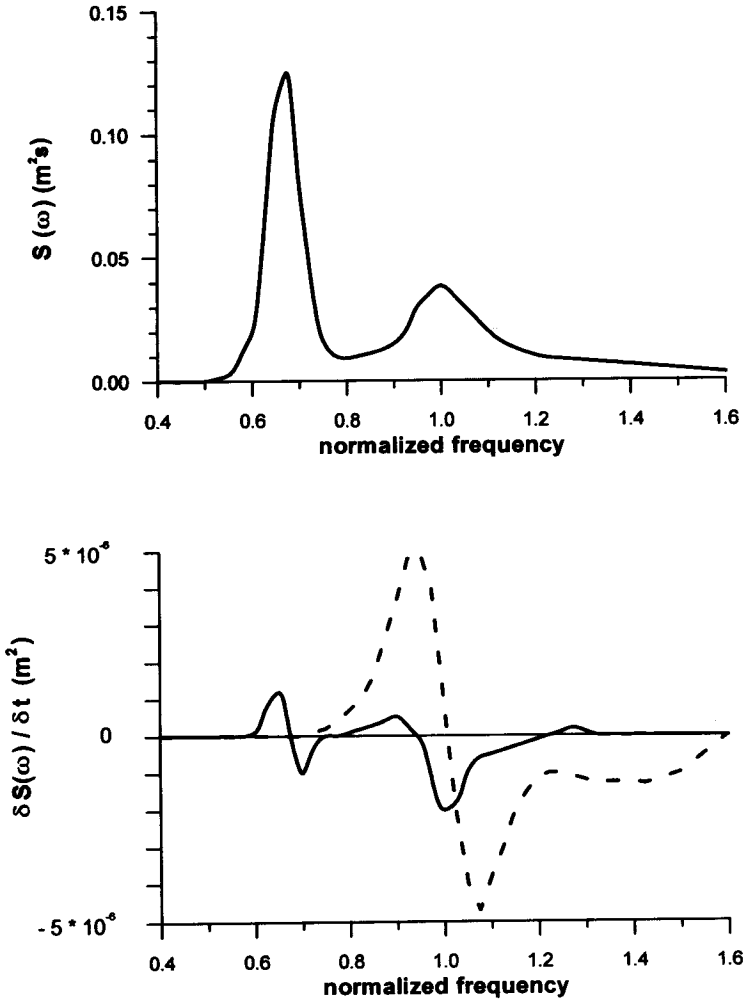 0.15
0.10
0.05
0.00
S (ω) (m²s)
0.4 0.6 0.8 1.0 1.2 1.4 1.6
normalized frequency
5 * 10⁻⁶
0
- 5 * 10⁻⁶
δ S(ω) / δ t (m²)
0.4 0.6 0.8 1.0 1.2 1.4 1.6
normalized frequency